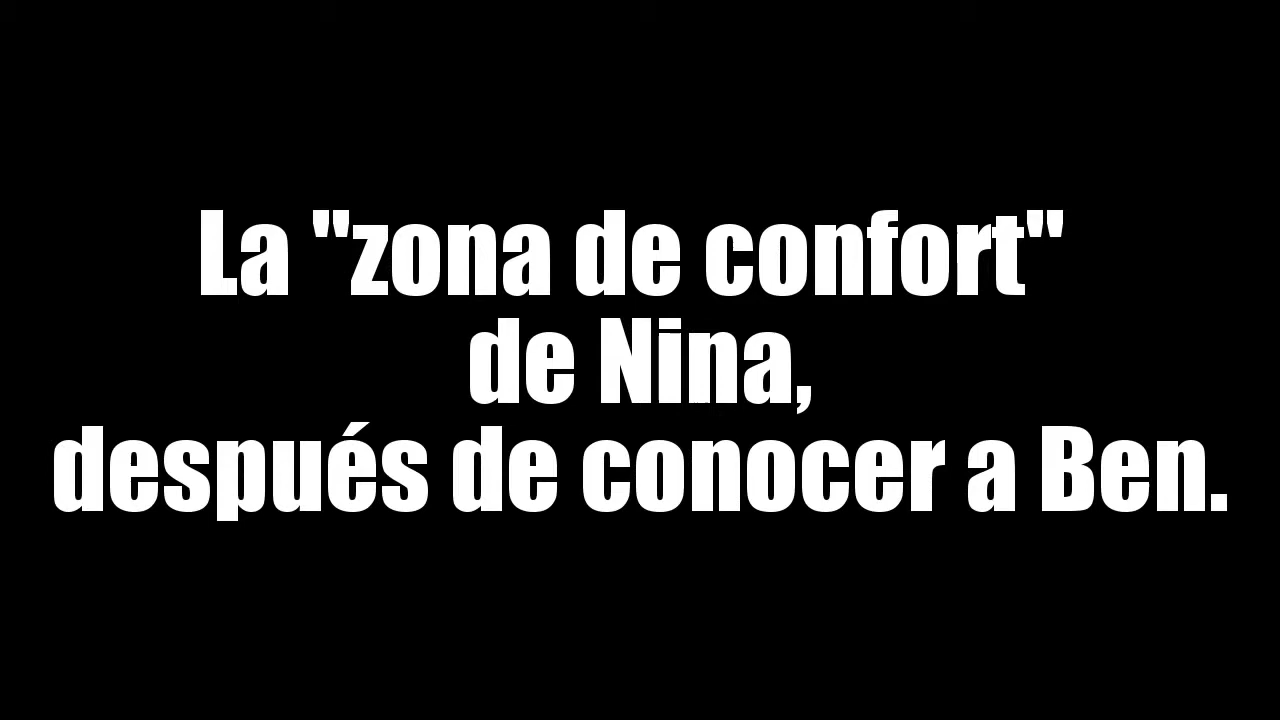 La "zona de confort"
de Nina,
después de conocer a Ben.